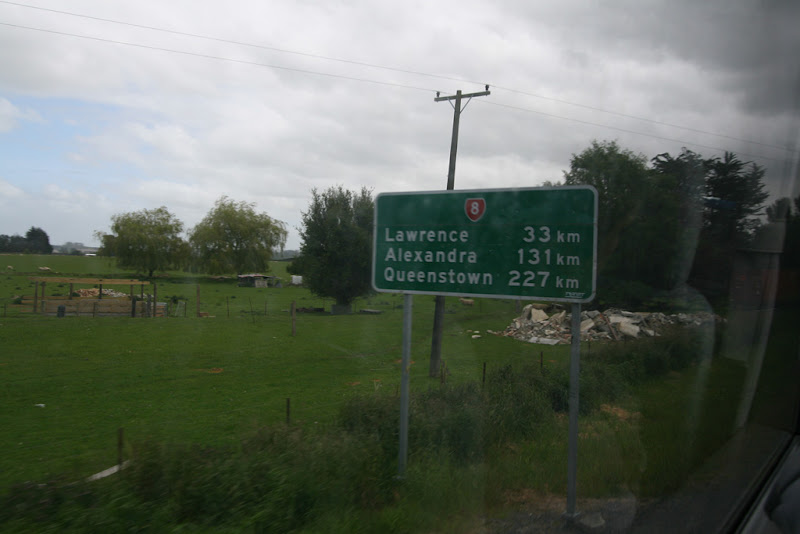 8
Lawrence 33 km
Alexandra 131 km
Queenstown 227 km